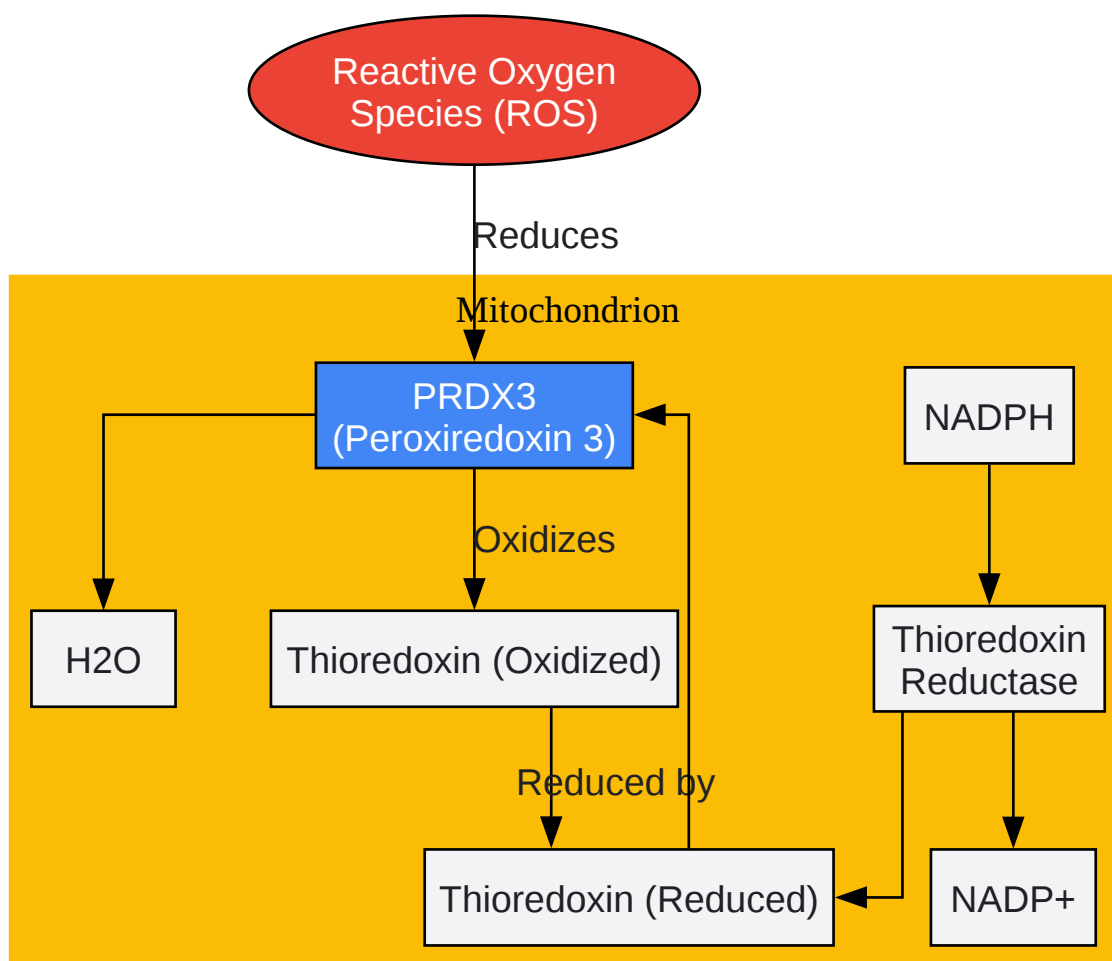 Reactive Oxygen
Species (ROS)
Reduces
Mitochondrion
PRDX3
(Peroxiredoxin 3)
NADPH
Oxidizes
H2O
Thioredoxin (Oxidized)
Thioredoxin
Reductase
Reduced by
Thioredoxin (Reduced)
NADP+